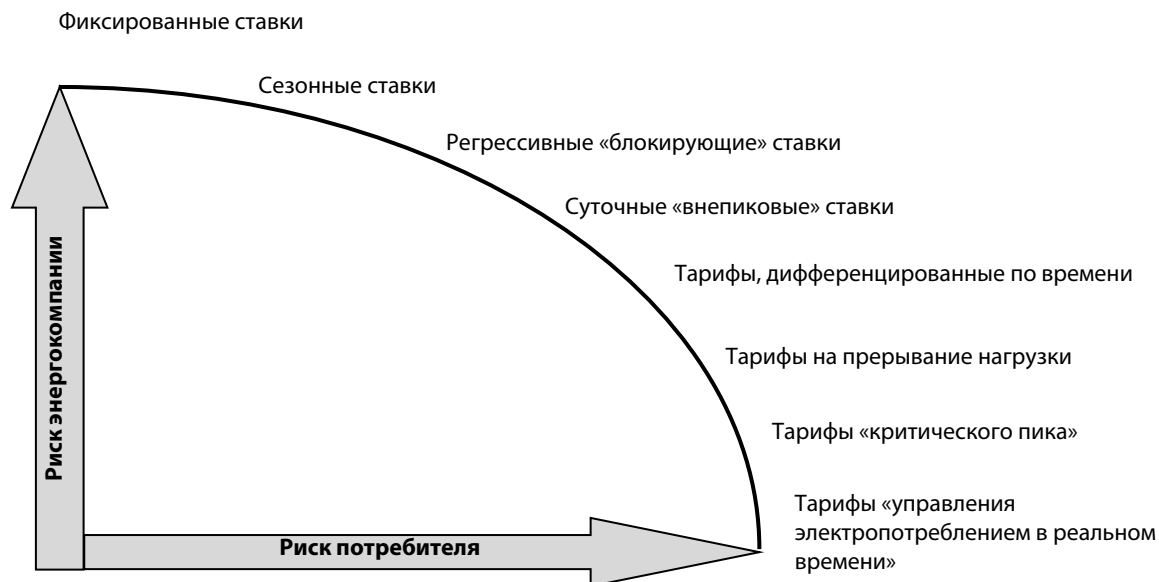 Фиксированные ставки
Сезонные ставки
Регрессивные «блокирующие» ставки
Суточные «внепиковые» ставки
Тарифы, дифференцированные по времени
Тарифы на прерывание нагрузки
Тарифы «критического пика»
Тарифы «управления
электропотреблением в реальном
времени»
Риск энергокомпании
Риск потребителя